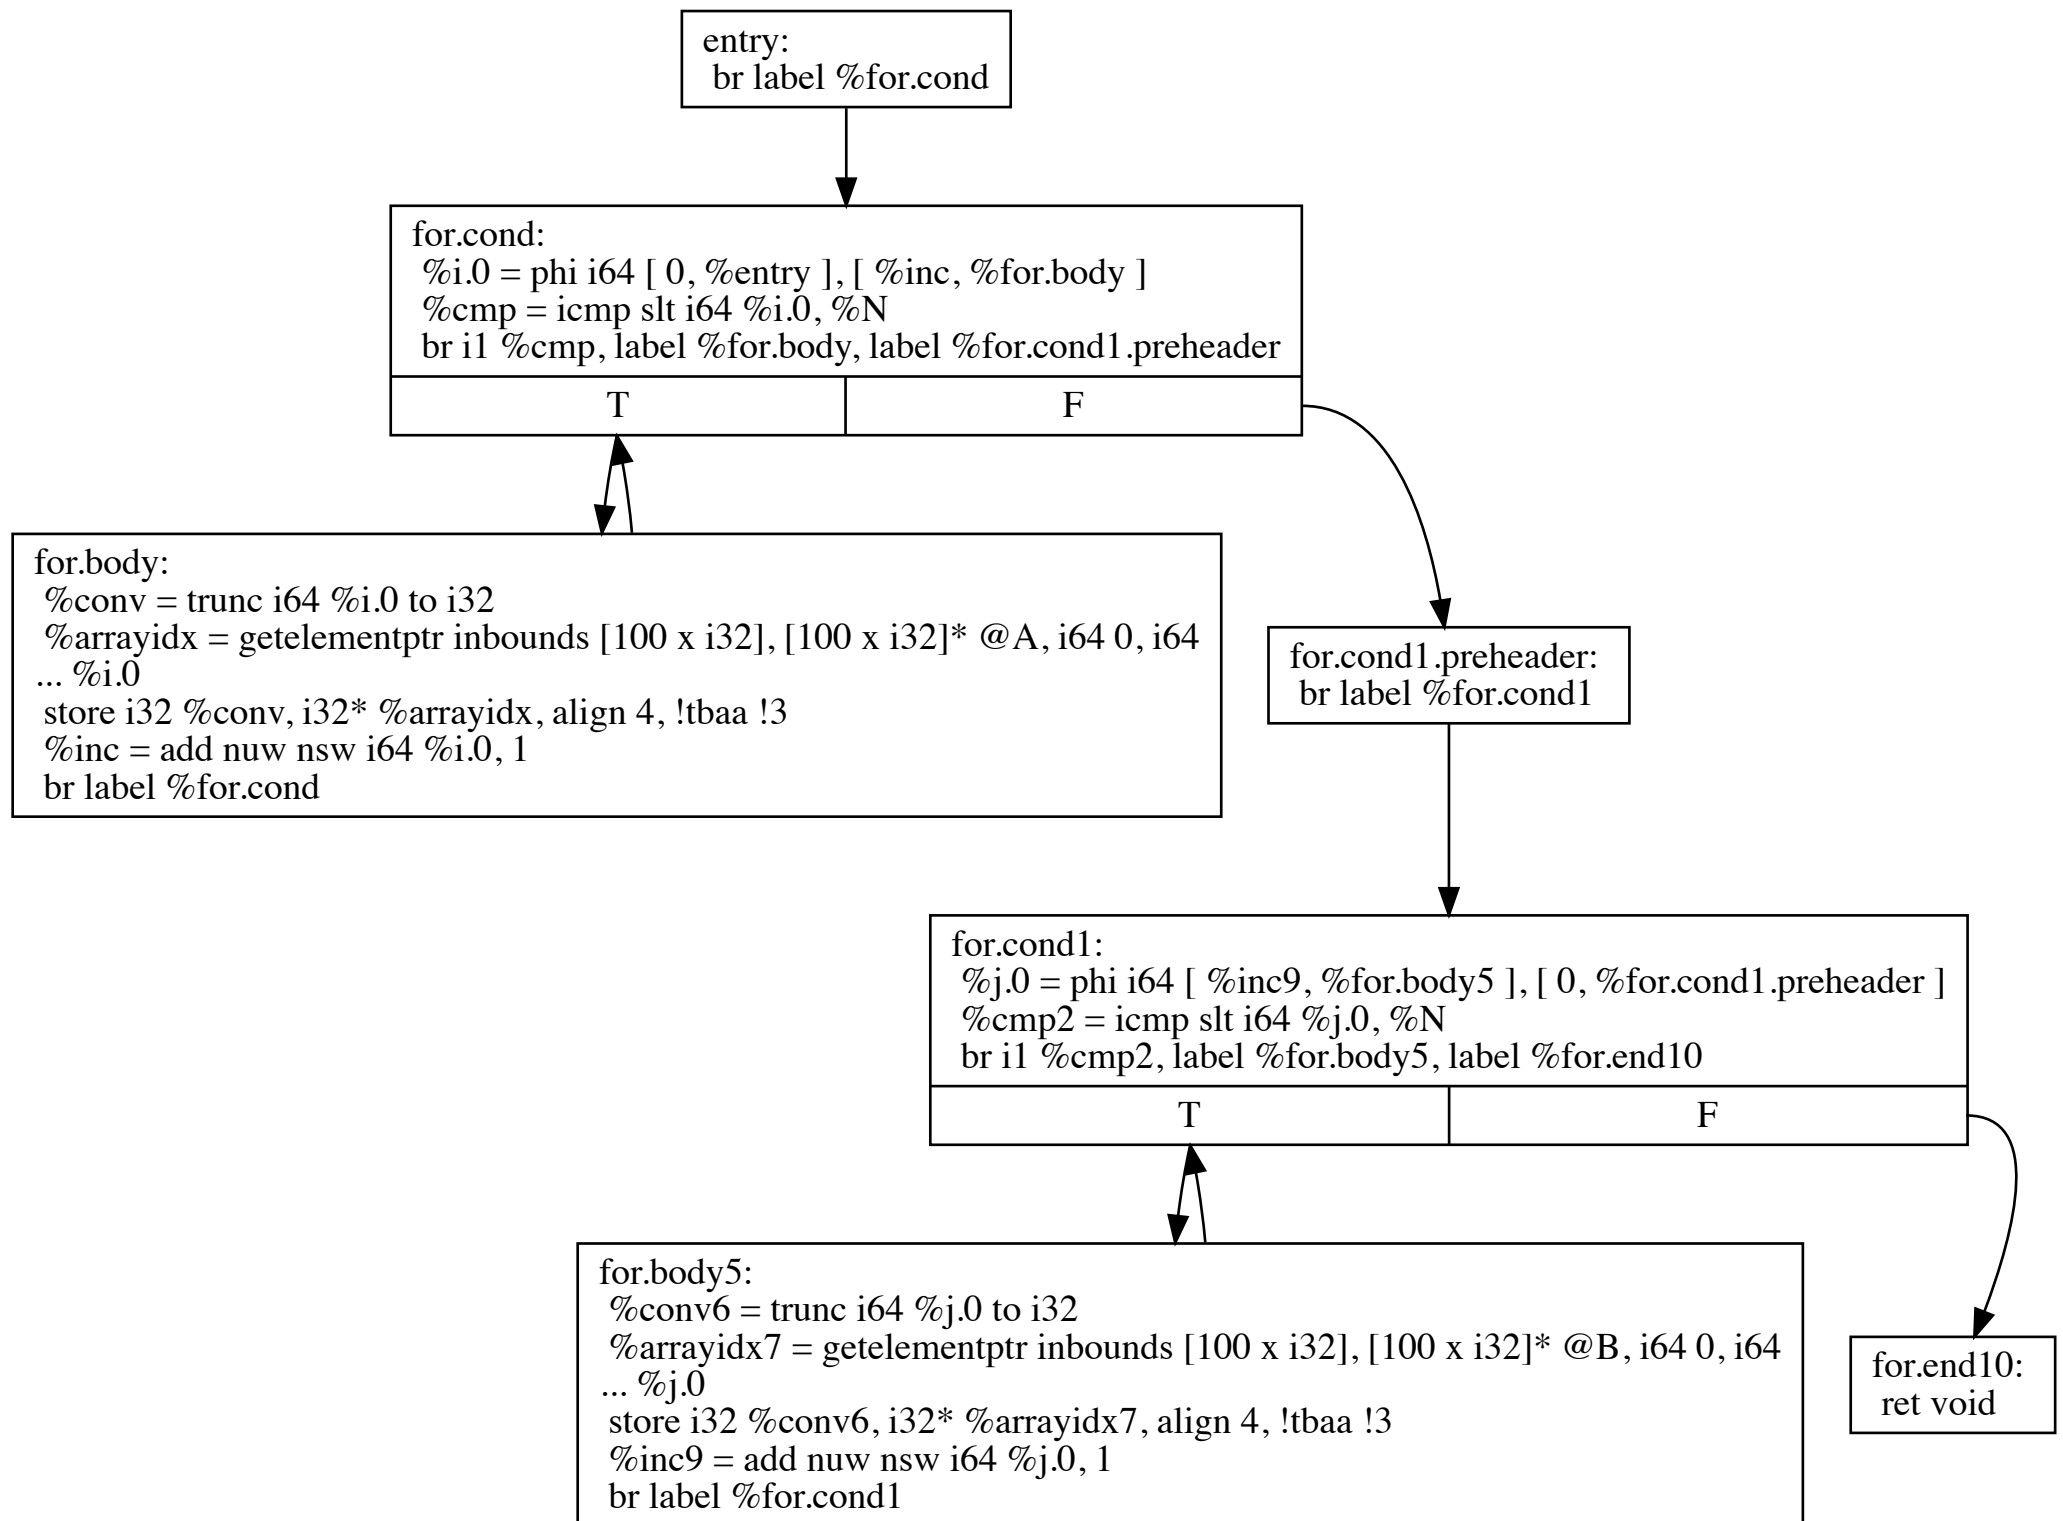 entry:
br label %for.cond
for.cond:
%i.0 = phi i64 [ 0, %entry ], [ %inc, %for.body ]
%cmp = icmp slt i64 %i.0, %N
br i1 %cmp, label %for.body, label %for.cond1.preheader
T
F
for.body:
%conv = trunc i64 %i.0 to i32
%arrayidx = getelementptr inbounds [100 x i32], [100 x i32]* @A, i64 0, i64
... %i.0
store i32 %conv, i32* %arrayidx, align 4, !tbaa !3
%inc = add nuw nsw i64 %i.0, 1
br label %for.cond
for.cond1.preheader:
br label %for.cond1
for.cond1:
%j.0 = phi i64 [ %inc9, %for.body5 ], [ 0, %for.cond1.preheader ]
%cmp2 = icmp slt i64 %j.0, %N
br i1 %cmp2, label %for.body5, label %for.end10
T
F
for.body5:
%conv6 = trunc i64 %j.0 to i32
%arrayidx7 = getelementptr inbounds [100 x i32], [100 x i32]* @B, i64 0, i64
... %j.0
store i32 %conv6, i32* %arrayidx7, align 4, !tbaa !3
%inc9 = add nuw nsw i64 %j.0, 1
br label %for.cond1
for.end10:
ret void